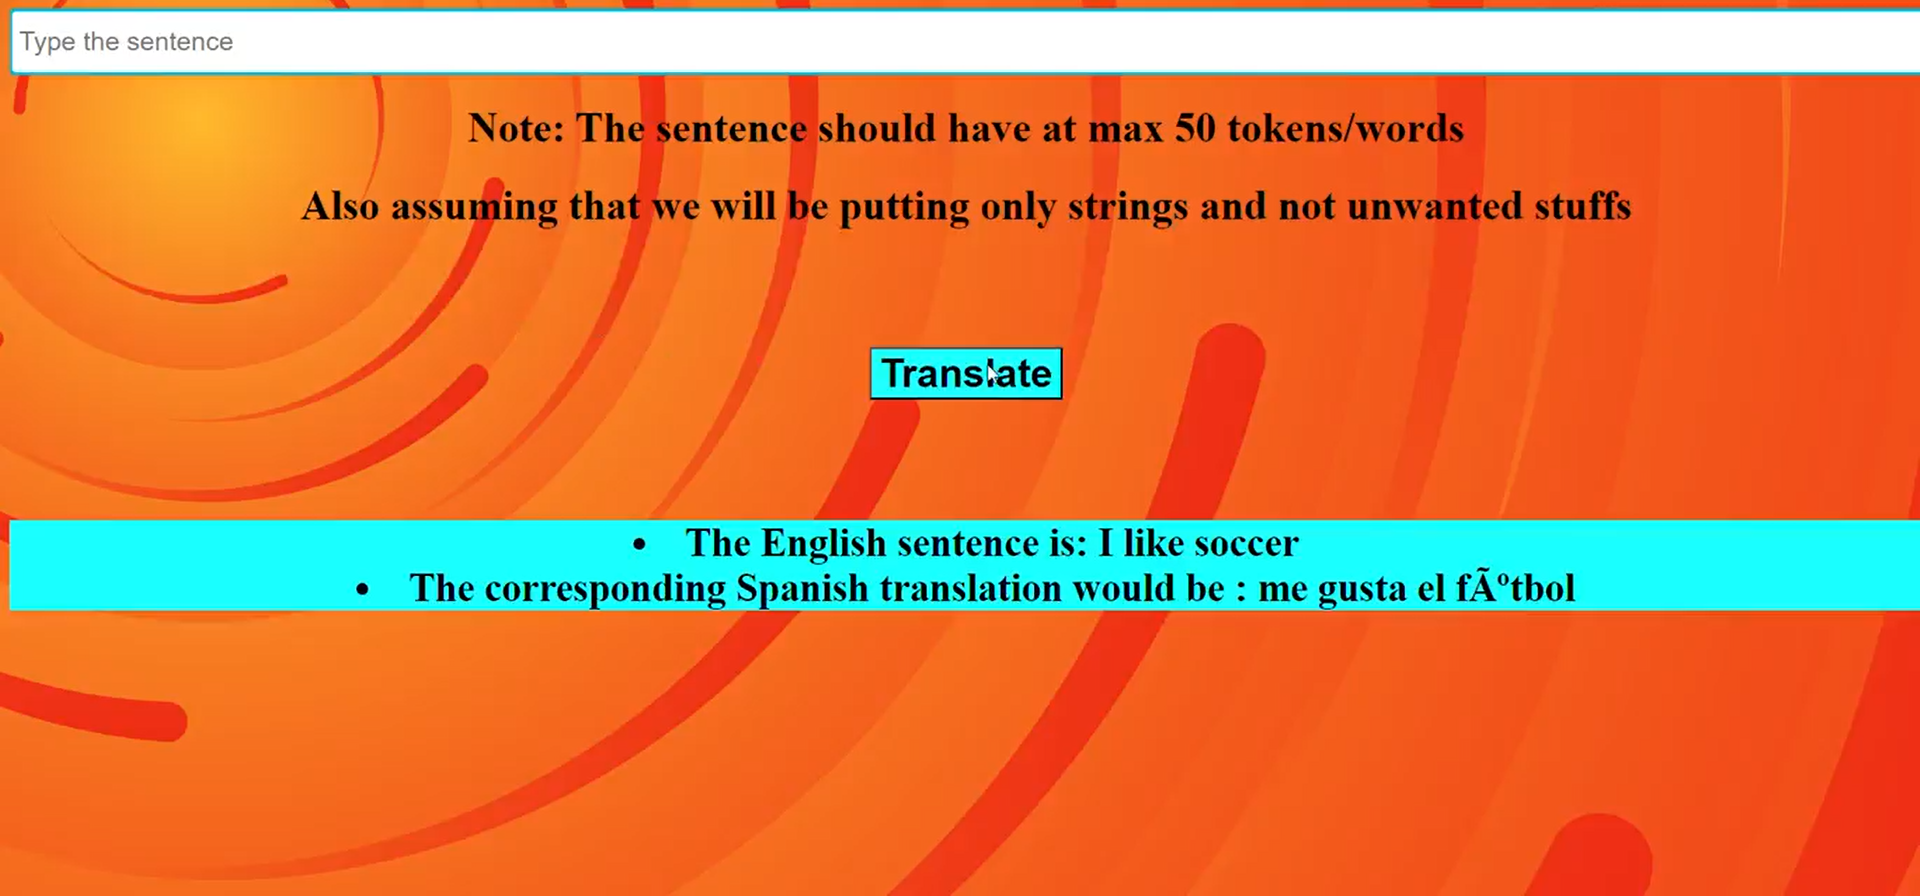 Type the sentence
Note: The sentence should have at max 50 tokens/words
Also assuming that we will be putting only strings and not unwanted stuffs
Translate
• The English sentence is: I like soccer
• The corresponding Spanish translation would be : me gusta el fÃºtbol